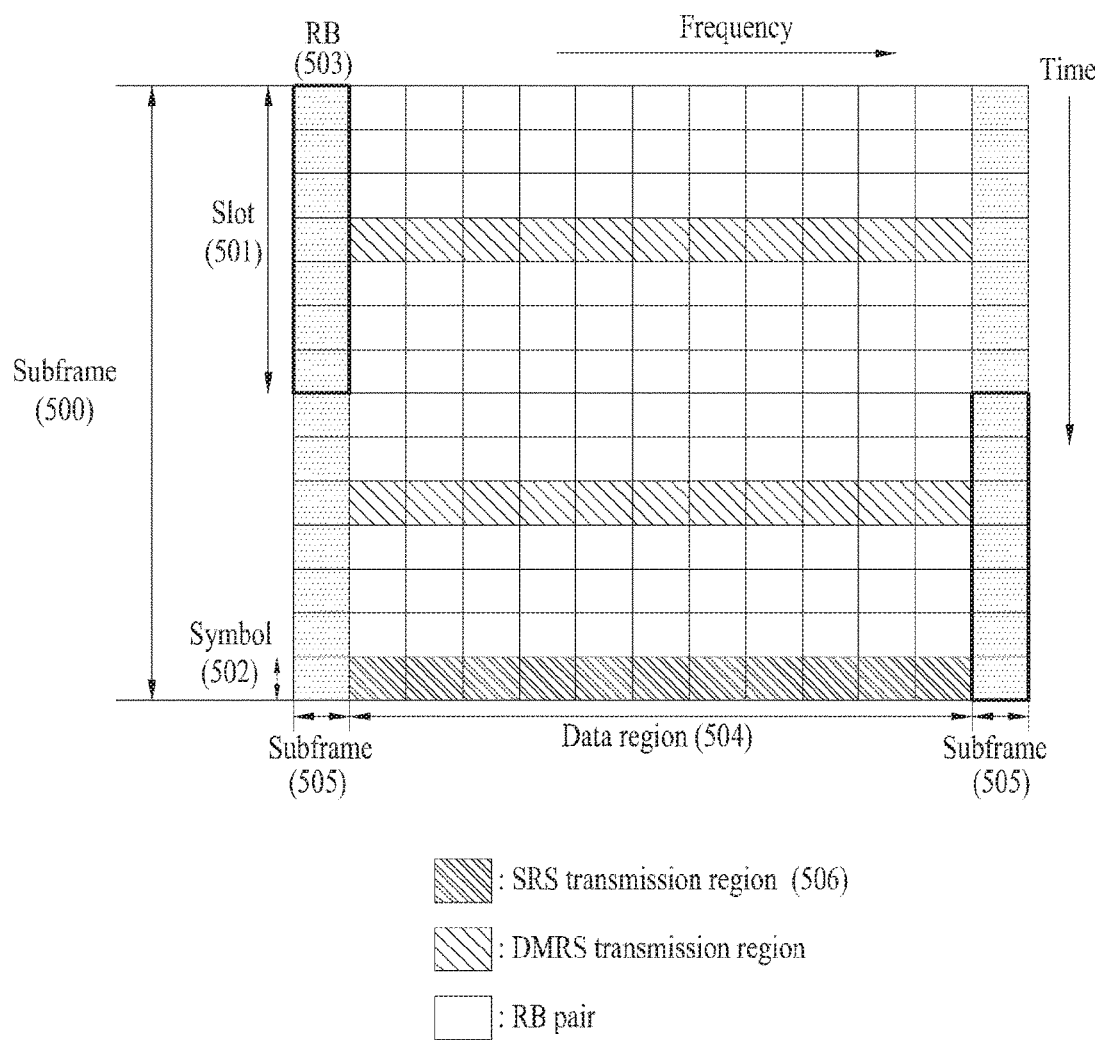 RB
(503)
Frequency
Time
Slot
(501)
Subframe
(500)
Symbol
(502)
Subframe
(505)
Data region (504)
Subframe
(505)
: SRS transmission region (506)
: DMRS transmission region
: RB pair